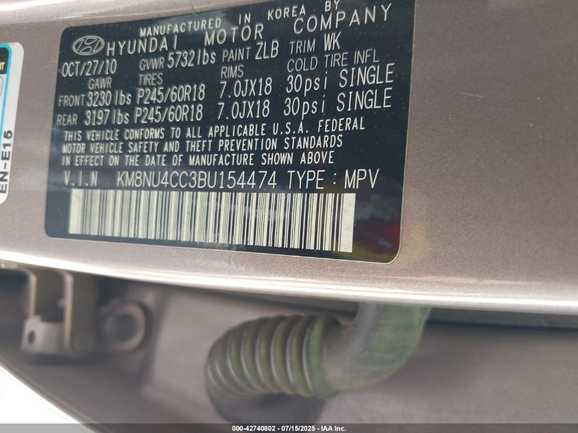 MANUFACTURED IN KOREA BY
HYUNDAI MOTOR COMPANY
OCT/27/10 GVWR 5732lbs PAINT ZLB TRIM WK
GAWR TIRES RIMS COLD TIRE INFL
FRONT 3230lbs P245/60R18 7.0JX18 30psi SINGLE
REAR 3197lbs P245/60R18 7.0JX18 30psi SINGLE
THIS VEHICLE CONFORMS TO ALL APPLICABLE U.S.A. FEDERAL
MOTOR VEHICLE SAFETY AND THEFT PREVENTION STANDARDS
IN EFFECT ON THE DATE OF MANUFACTURE SHOWN ABOVE.
V.I.N KM8NU4CC3BU154474 TYPE : MPV
EN-E15
000-42740802 - 07/15/2025 - IAA Inc.